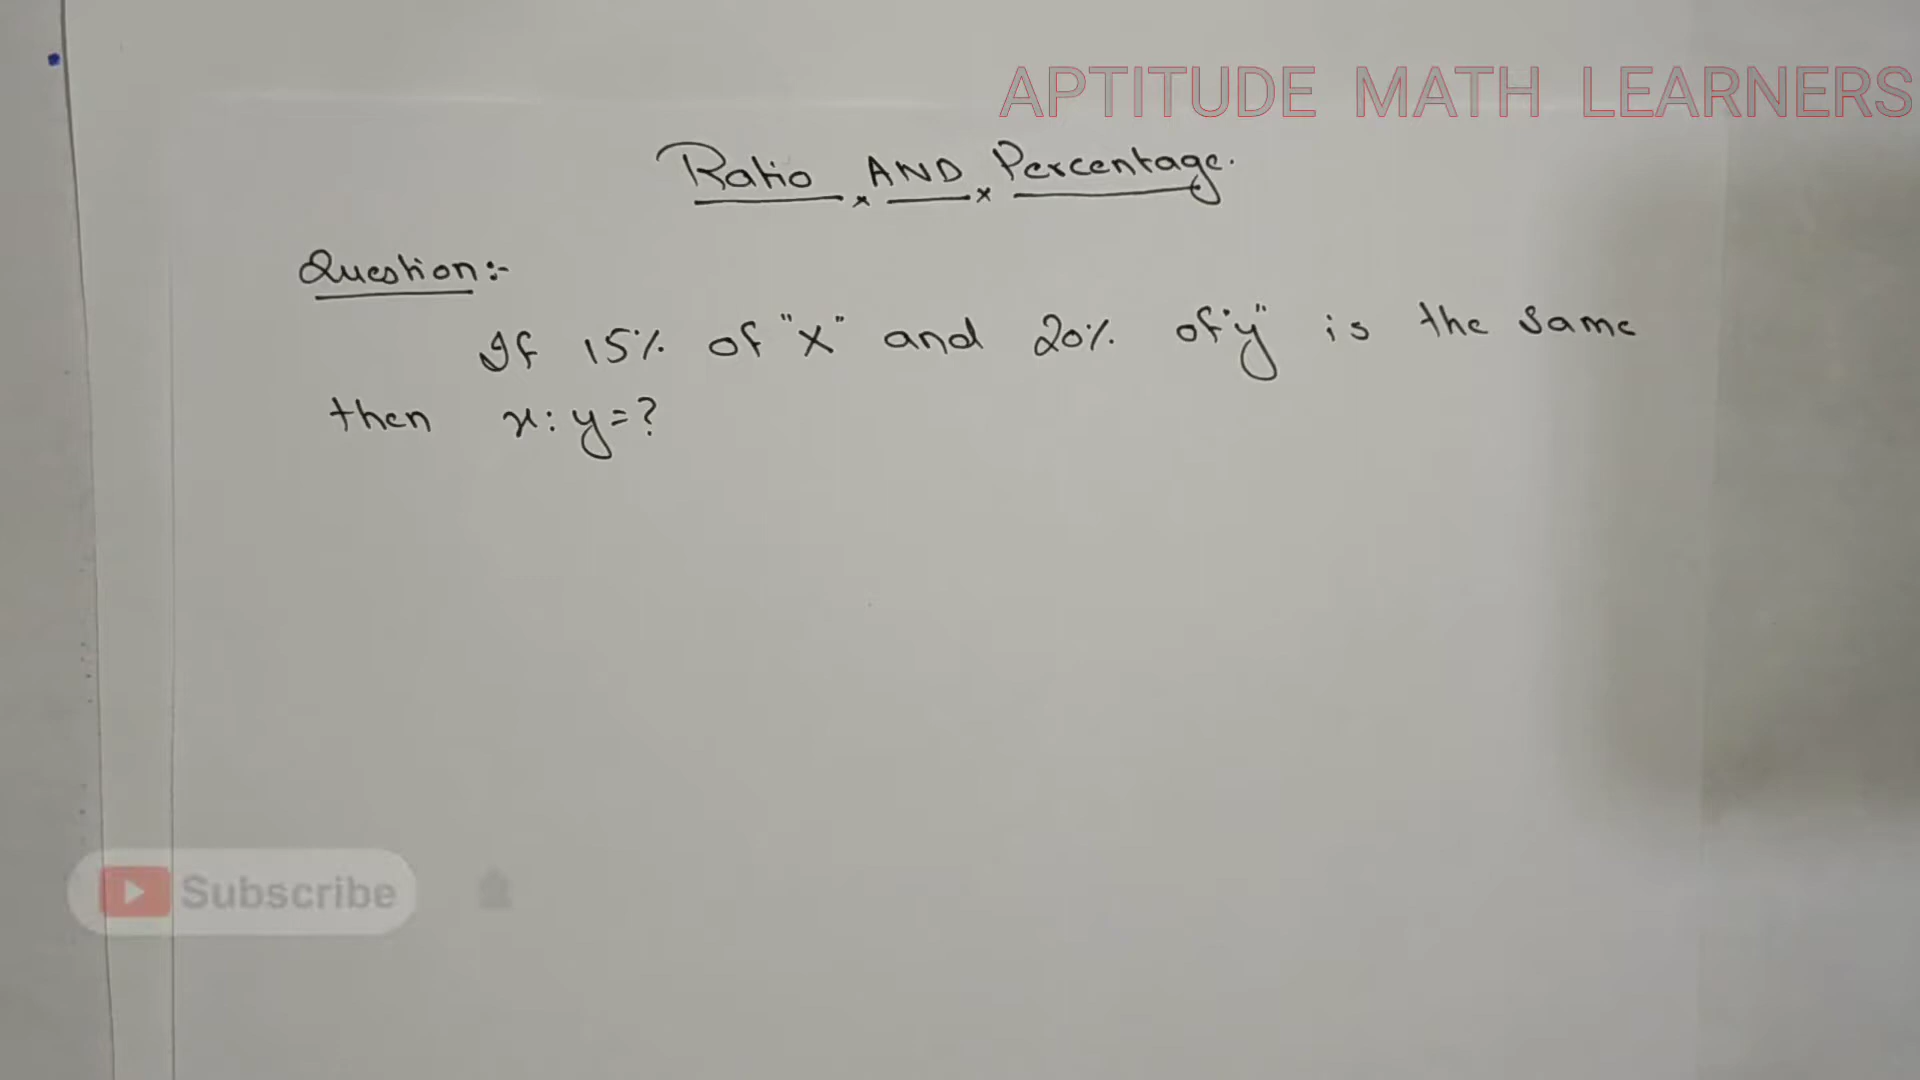 APTITUDE MATH LEARNERS
Ratio AND Percentage.
Question:-
If 15% of "X" and 20% of "y" is the same
then x:y=?
Subscribe